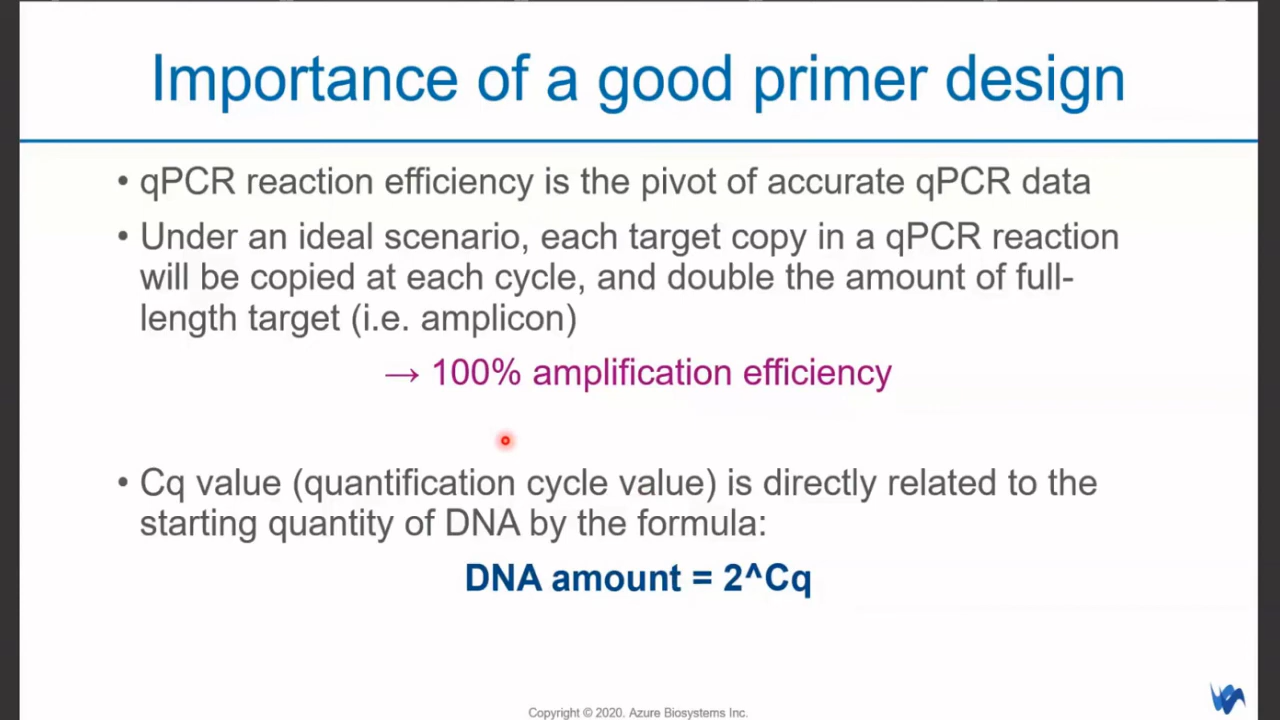 Importance of a good primer design
• qPCR reaction efficiency is the pivot of accurate qPCR data
• Under an ideal scenario, each target copy in a qPCR reaction
will be copied at each cycle, and double the amount of full-
length target (i.e. amplicon)
→ 100% amplification efficiency
• Cq value (quantification cycle value) is directly related to the
starting quantity of DNA by the formula:
DNA amount = 2^Cq
Copyright © 2020. Azure Biosystems Inc.